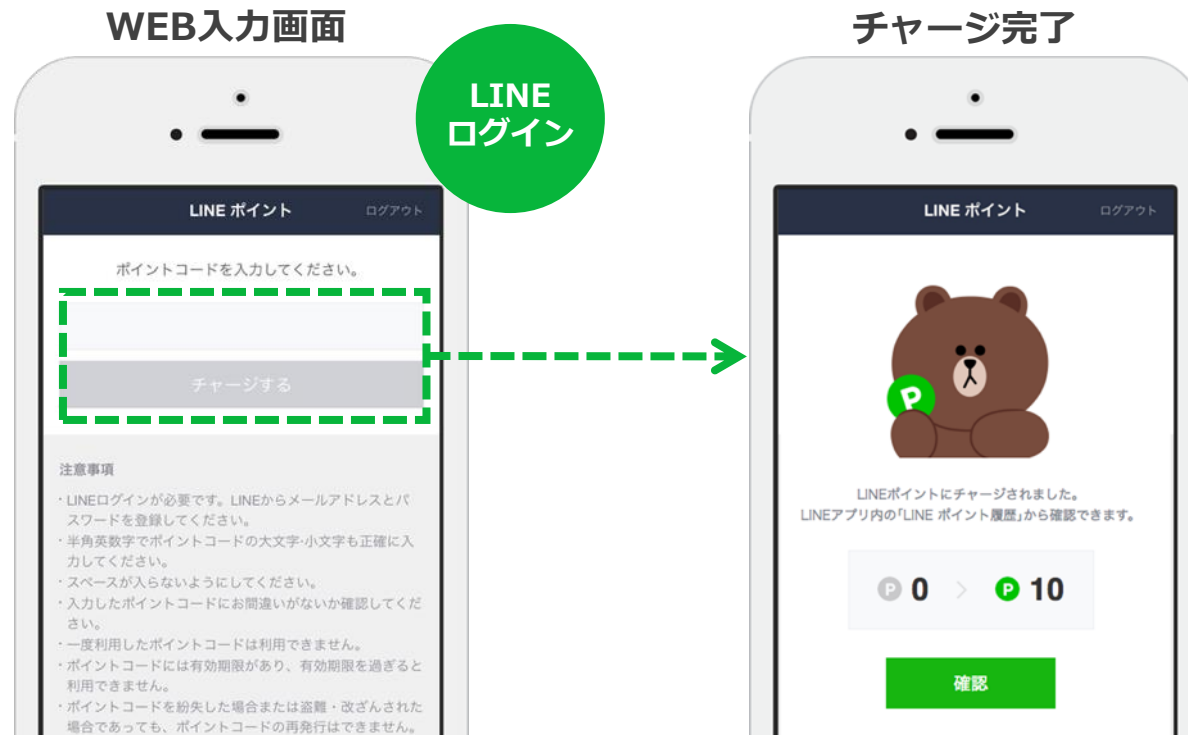 WEB入力画面
LINE
ログイン
LINE ポイント
ログアウト
ポイントコードを入力してください。
チャージする
注意事項
・LINEログインが必要です。LINEからメールアドレスとパ
スワードを登録してください。
・半角英数字でポイントコードの大文字・小文字も正確に入
力してください。
・スペースが入らないようにしてください。
・入力したポイントコードにお間違いがないか確認してくだ
さい。
・一度利用したポイントコードは利用できません。
・ポイントコードには有効期限があり、有効期限を過ぎると
利用できません。
・ポイントコードを紛失した場合または盗難・改ざんされた
場合であっても、ポイントコードの再発行はできません。
チャージ完了
LINE ポイント
ログアウト
P
LINEポイントにチャージされました。
LINEアプリ内の「LINE ポイント履歴」から確認できます。
P 0 > P 10
確認